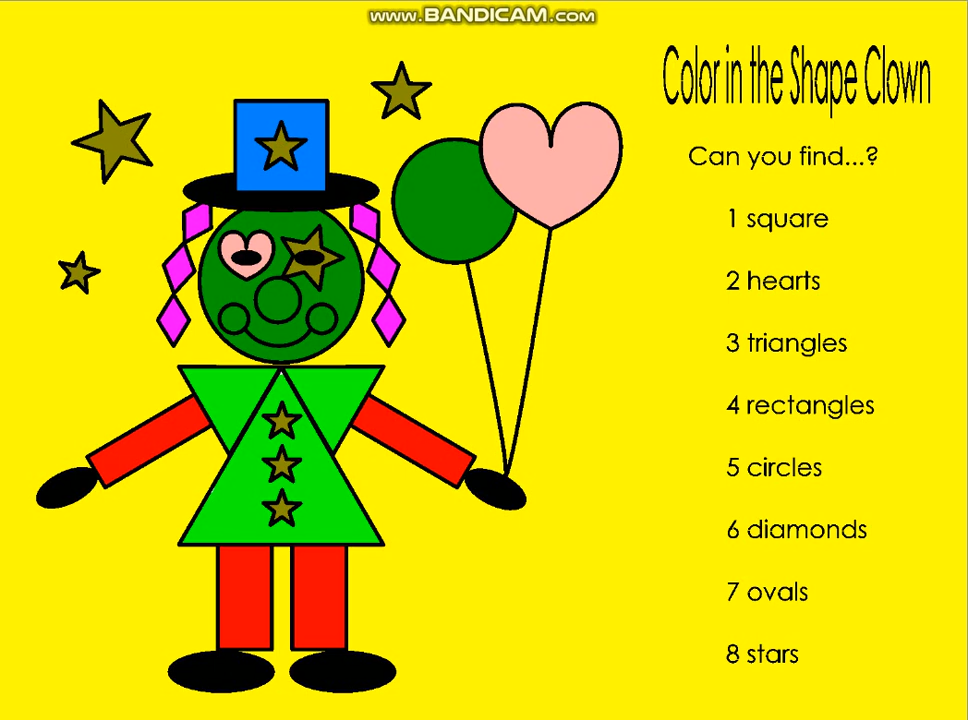 www.BANDICAM.com
Color in the Shape Clown
Can you find...?
1 square
2 hearts
3 triangles
4 rectangles
5 circles
6 diamonds
7 ovals
8 stars